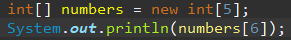 int[] numbers = new int[5];
System.out.println(numbers[6]);